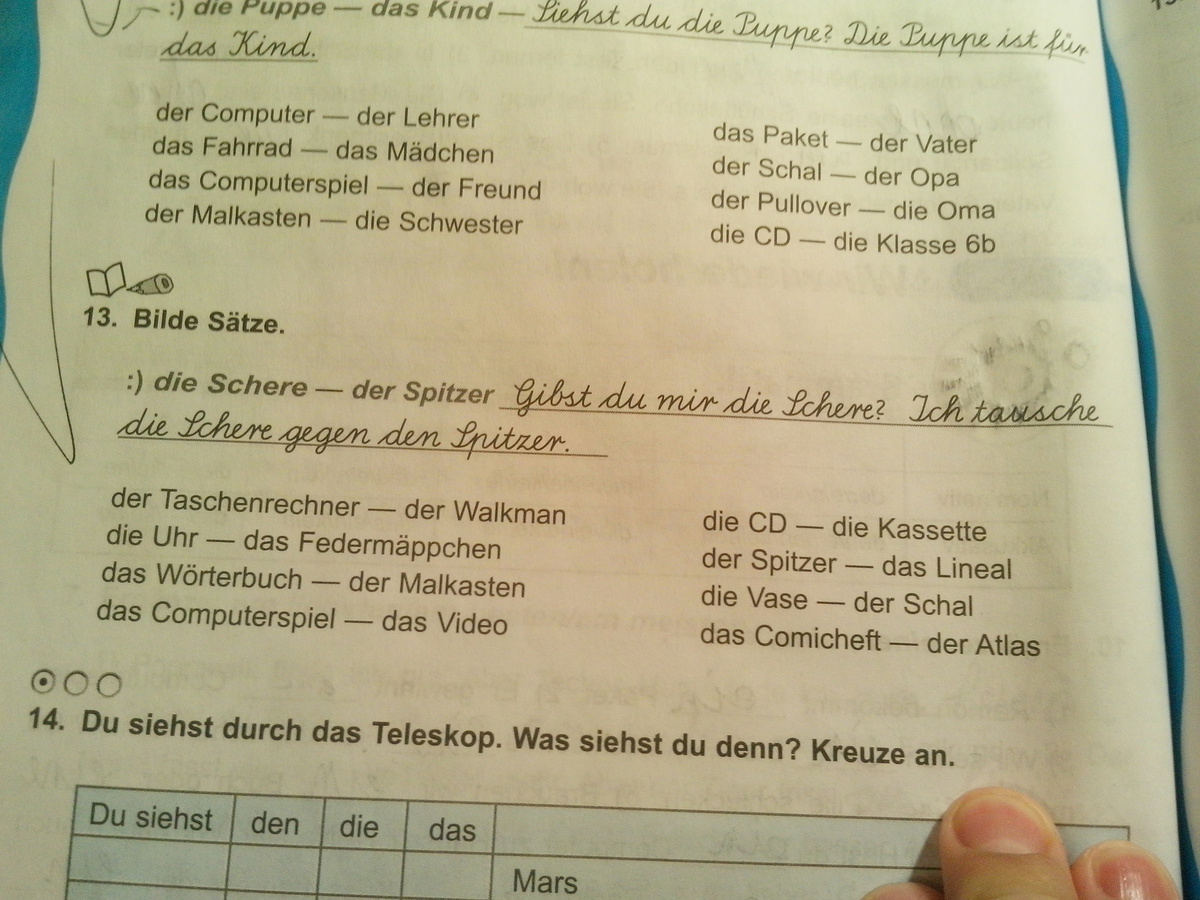 :) die Puppe — das Kind — Siehst du die Puppe? Die Puppe ist für
das Kind.
der Computer — der Lehrer
das Fahrrad — das Mädchen
das Computerspiel — der Freund
der Malkasten — die Schwester
das Paket — der Vater
der Schal — der Opa
der Pullover — die Oma
die CD — die Klasse 6b
13. Bilde Sätze.
:) die Schere — der Spitzer Gibst du mir die Schere? Ich tausche
die Schere gegen den Spitzer.
der Taschenrechner — der Walkman
die Uhr — das Federmäppchen
das Wörterbuch — der Malkasten
das Computerspiel — das Video
die CD — die Kassette
der Spitzer — das Lineal
die Vase — der Schal
das Comicheft — der Atlas
14. Du siehst durch das Teleskop. Was siehst du denn? Kreuze an.
Du siehst den die das
Mars